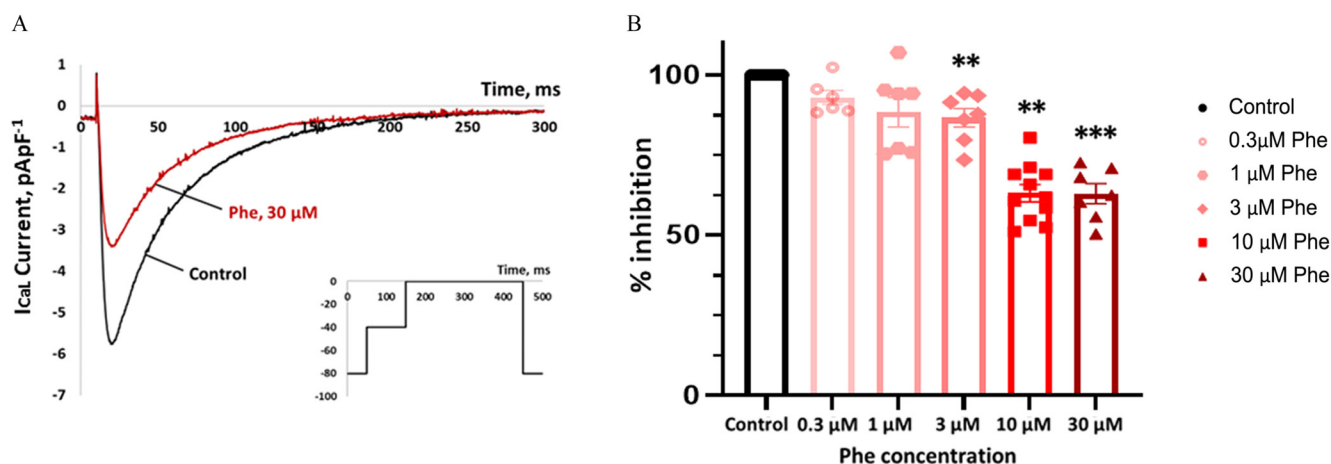 A
1
0
-1
-2
-3
-4
-5
-6
-7
ICaL Current, pApF-1
Time, ms
50
100
150
200
250
300
Phe, 30 µM
Control
Time, ms
0
100
200
300
400
500
0
-20
-40
-60
-80
-100
B
% inhibition
100
50
0
**
**
***
Control
0.3 µM
1 µM
3 µM
10 µM
30 µM
Phe concentration
Control
0.3µM Phe
1 µM Phe
3 µM Phe
10 µM Phe
30 µM Phe